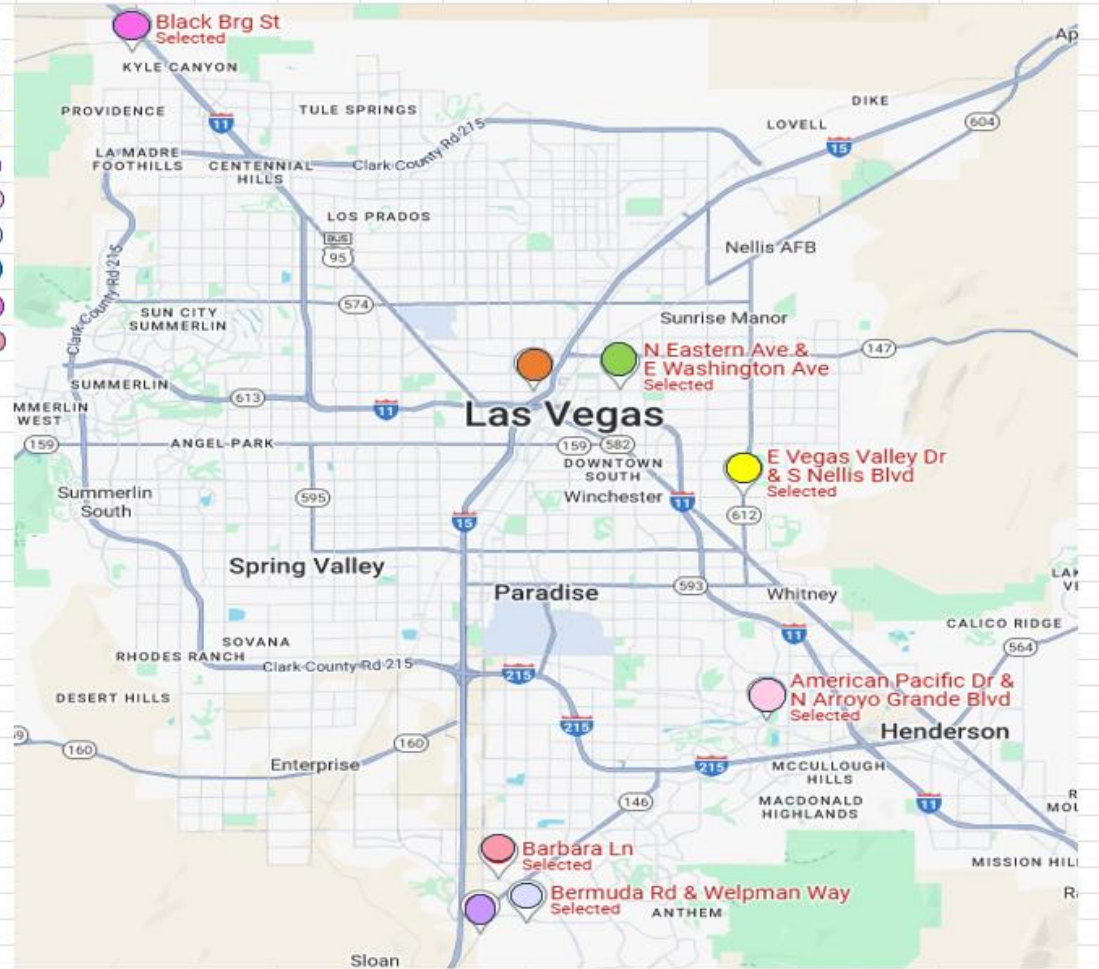 Black Brg St
Selected
KYLE CANYON
PROVIDENCE
TULE SPRINGS
DIKE
Ap
604
11
LOVELL
15
LA MADRE
FOOTHILLS
CENTENNIAL
HILLS
Clark County Rd 215
LOS PRADOS
BUS
95
Nellis AFB
Clark County Rd 215
574
SUN CITY
SUMMERLIN
Sunrise Manor
N Eastern Ave &
E Washington Ave
Selected
147
SUMMERLIN
613
11
MMERLIN
WEST
Las Vegas
159
ANGEL PARK
159
582
DOWNTOWN
SOUTH
E Vegas Valley Dr
& S Nellis Blvd
Selected
Summerlin
South
595
Winchester
11
15
612
Spring Valley
Paradise
593
Whitney
LAK
VE
CALICO RIDGE
11
564
SOVANA
RHODES RANCH
Clark County Rd 215
215
American Pacific Dr &
N Arroyo Grande Blvd
Selected
DESERT HILLS
215
Henderson
9
160
160
Enterprise
215
MCCULLOUGH
HILLS
146
MACDONALD
HIGHLANDS
11
R
MOU
Barbara Ln
Selected
MISSION HIL
Bermuda Rd & Welpman Way
Selected
ANTHEM
R
Sloan